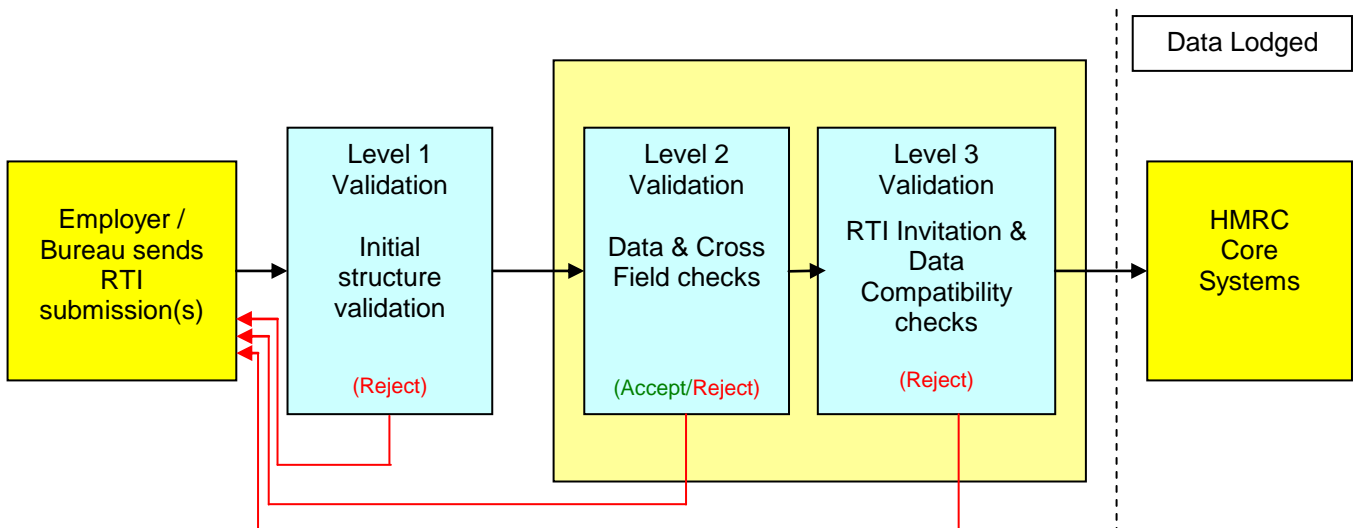 Data Lodged
Employer /
Bureau sends
RTI
submission(s)
Level 1
Validation
Initial
structure
validation
(Reject)
Level 2
Validation
Data & Cross
Field checks
(Accept/Reject)
Level 3
Validation
RTI Invitation &
Data
Compatibility
checks
(Reject)
HMRC
Core
Systems